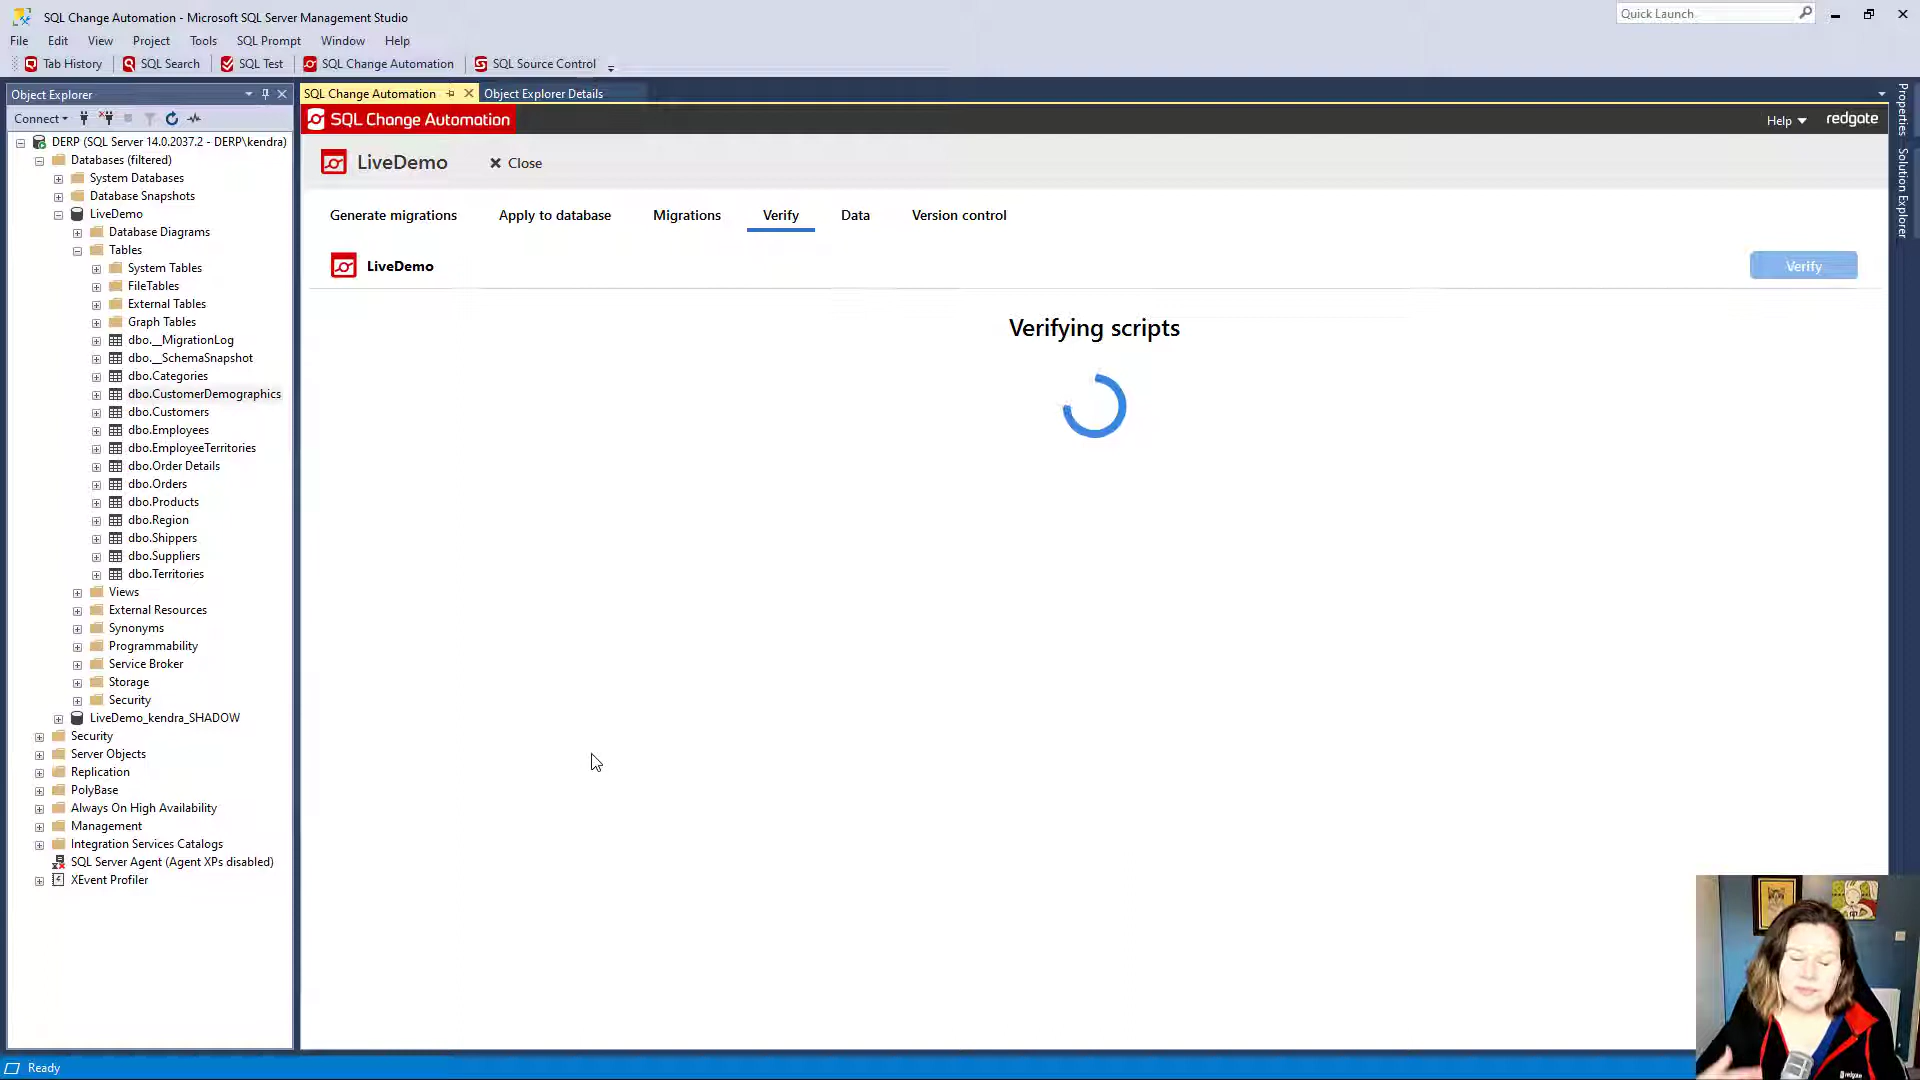 SQL Change Automation - Microsoft SQL Server Management Studio
Quick Launch
File Edit View Project Tools SQL Prompt Window Help
Tab History SQL Search SQL Test SQL Change Automation SQL Source Control
Object Explorer
SQL Change Automation Object Explorer Details
Connect
SQL Change Automation
Help redgate
Properties
Solution Explorer
DERP (SQL Server 14.0.2037.2 - DERP\kendra)
Databases (filtered)
System Databases
Database Snapshots
LiveDemo
Database Diagrams
Tables
System Tables
FileTables
External Tables
Graph Tables
dbo.__MigrationLog
dbo.__SchemaSnapshot
dbo.Categories
dbo.CustomerDemographics
dbo.Customers
dbo.Employees
dbo.EmployeeTerritories
dbo.Order Details
dbo.Orders
dbo.Products
dbo.Region
dbo.Shippers
dbo.Suppliers
dbo.Territories
Views
External Resources
Synonyms
Programmability
Service Broker
Storage
Security
LiveDemo_kendra_SHADOW
Security
Server Objects
Replication
PolyBase
Always On High Availability
Management
Integration Services Catalogs
SQL Server Agent (Agent XPs disabled)
XEvent Profiler
LiveDemo Close
Generate migrations Apply to database Migrations Verify Data Version control
LiveDemo
Verify
Verifying scripts
redgate
Ready